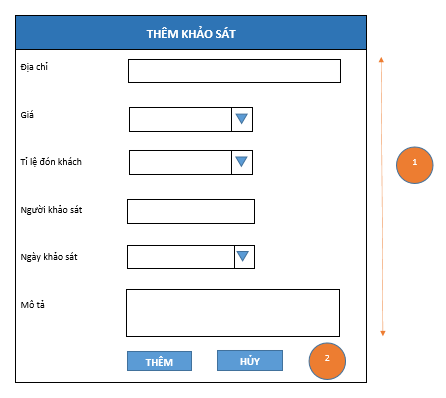 THÊM KHẢO SÁT
Địa chỉ
Giá
Tỉ lệ đón khách
1
Người khảo sát
Ngày khảo sát
Mô tả
THÊM HỦY 2